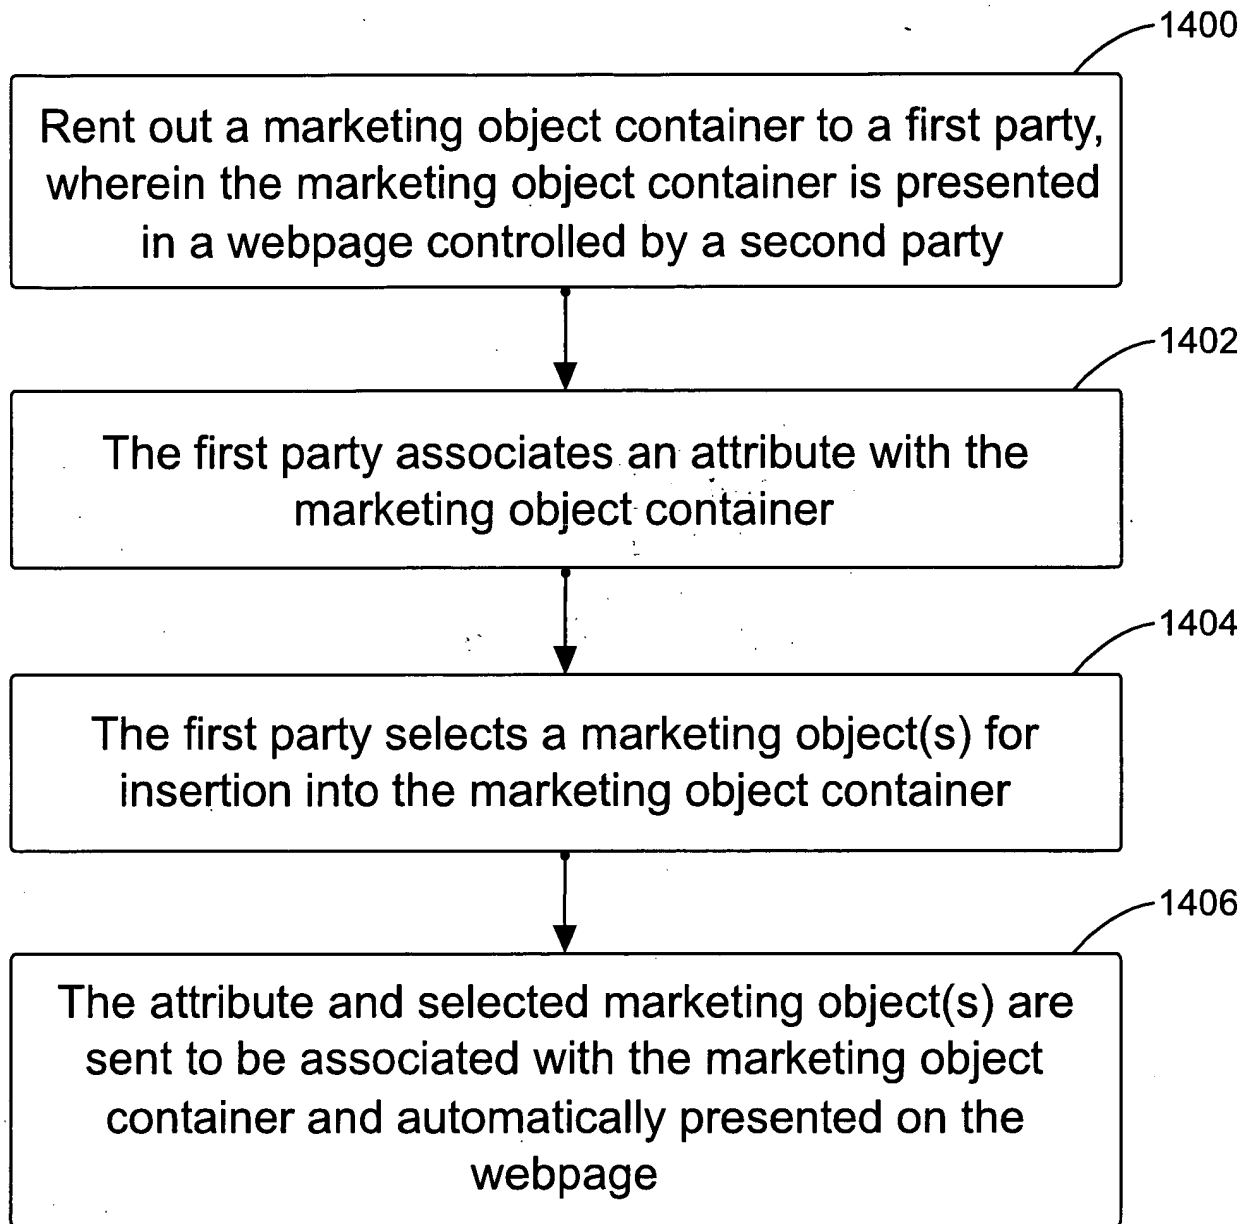 1400
Rent out a marketing object container to a first party,
wherein the marketing object container is presented
in a webpage controlled by a second party
1402
The first party associates an attribute with the
marketing object container
1404
The first party selects a marketing object(s) for
insertion into the marketing object container
1406
The attribute and selected marketing object(s) are
sent to be associated with the marketing object
container and automatically presented on the
webpage